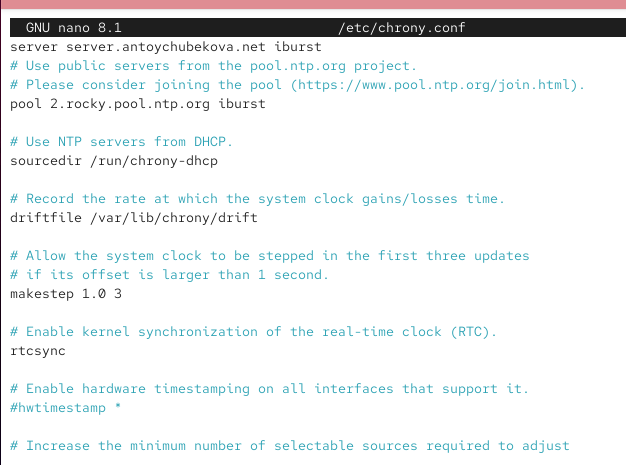 GNU nano 8.1 /etc/chrony.conf
server server.antoychubekova.net iburst
# Use public servers from the pool.ntp.org project.
# Please consider joining the pool (https://www.pool.ntp.org/join.html).
pool 2.rocky.pool.ntp.org iburst
# Use NTP servers from DHCP.
sourcedir /run/chrony-dhcp
# Record the rate at which the system clock gains/losses time.
driftfile /var/lib/chrony/drift
# Allow the system clock to be stepped in the first three updates
# if its offset is larger than 1 second.
makestep 1.0 3
# Enable kernel synchronization of the real-time clock (RTC).
rtcsync
# Enable hardware timestamping on all interfaces that support it.
#hwtimestamp *
# Increase the minimum number of selectable sources required to adjust